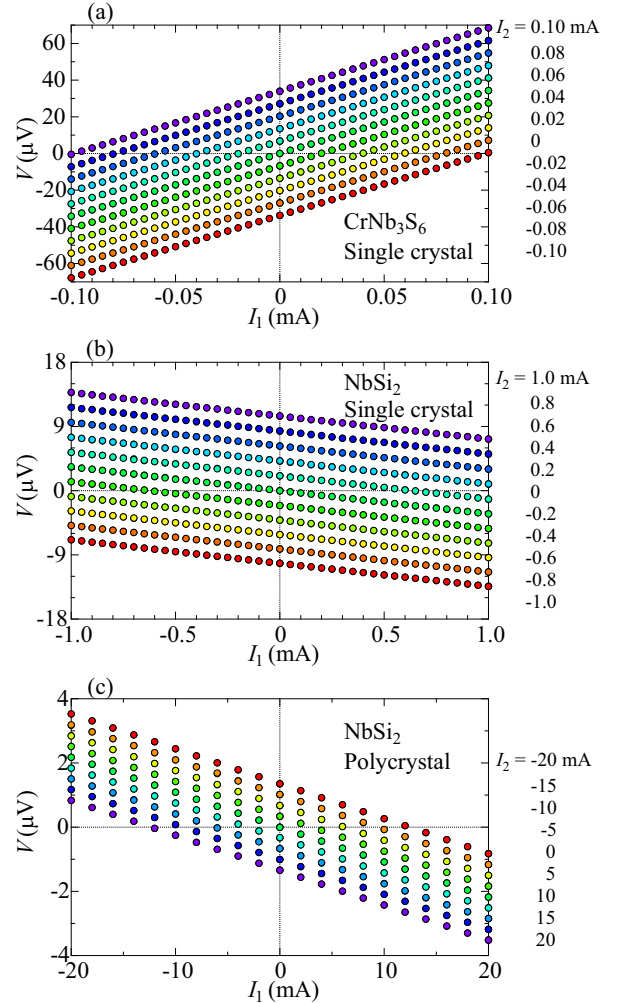 (a)
60
40
20
0
-20
-40
-60
V(μV)
CrNb3S6
Single crystal
-0.10 -0.05 0 0.05 0.10
I1 (mA)
I2 = 0.10 mA
0.08
0.06
0.04
0.02
0
-0.02
-0.04
-0.06
-0.08
-0.10
(b)
18
9
0
-9
-18
V(μV)
NbSi2
Single crystal
-1.0 -0.5 0 0.5 1.0
I1 (mA)
I2 = 1.0 mA
0.8
0.6
0.4
0.2
0
-0.2
-0.4
-0.6
-0.8
-1.0
(c)
4
2
0
-2
-4
V(μV)
NbSi2
Polycrystal
-20 -10 0 10 20
I1 (mA)
I2 = -20 mA
-15
-10
-5
0
5
10
15
20